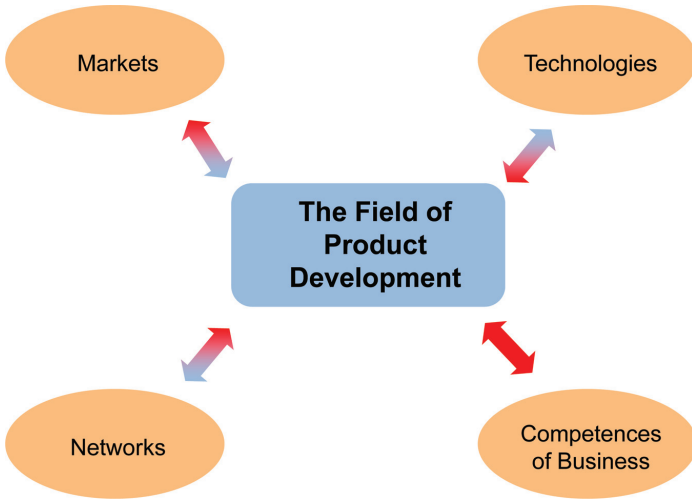 Markets
Technologies
The Field of
Product
Development
Networks
Competences
of Business